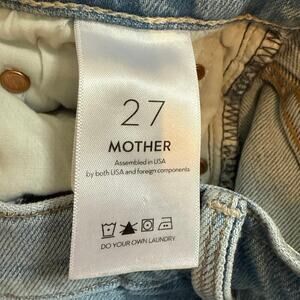 27
MOTHER
Assembled in USA
by both USA and foreign components
DO YOUR OWN LAUNDRY